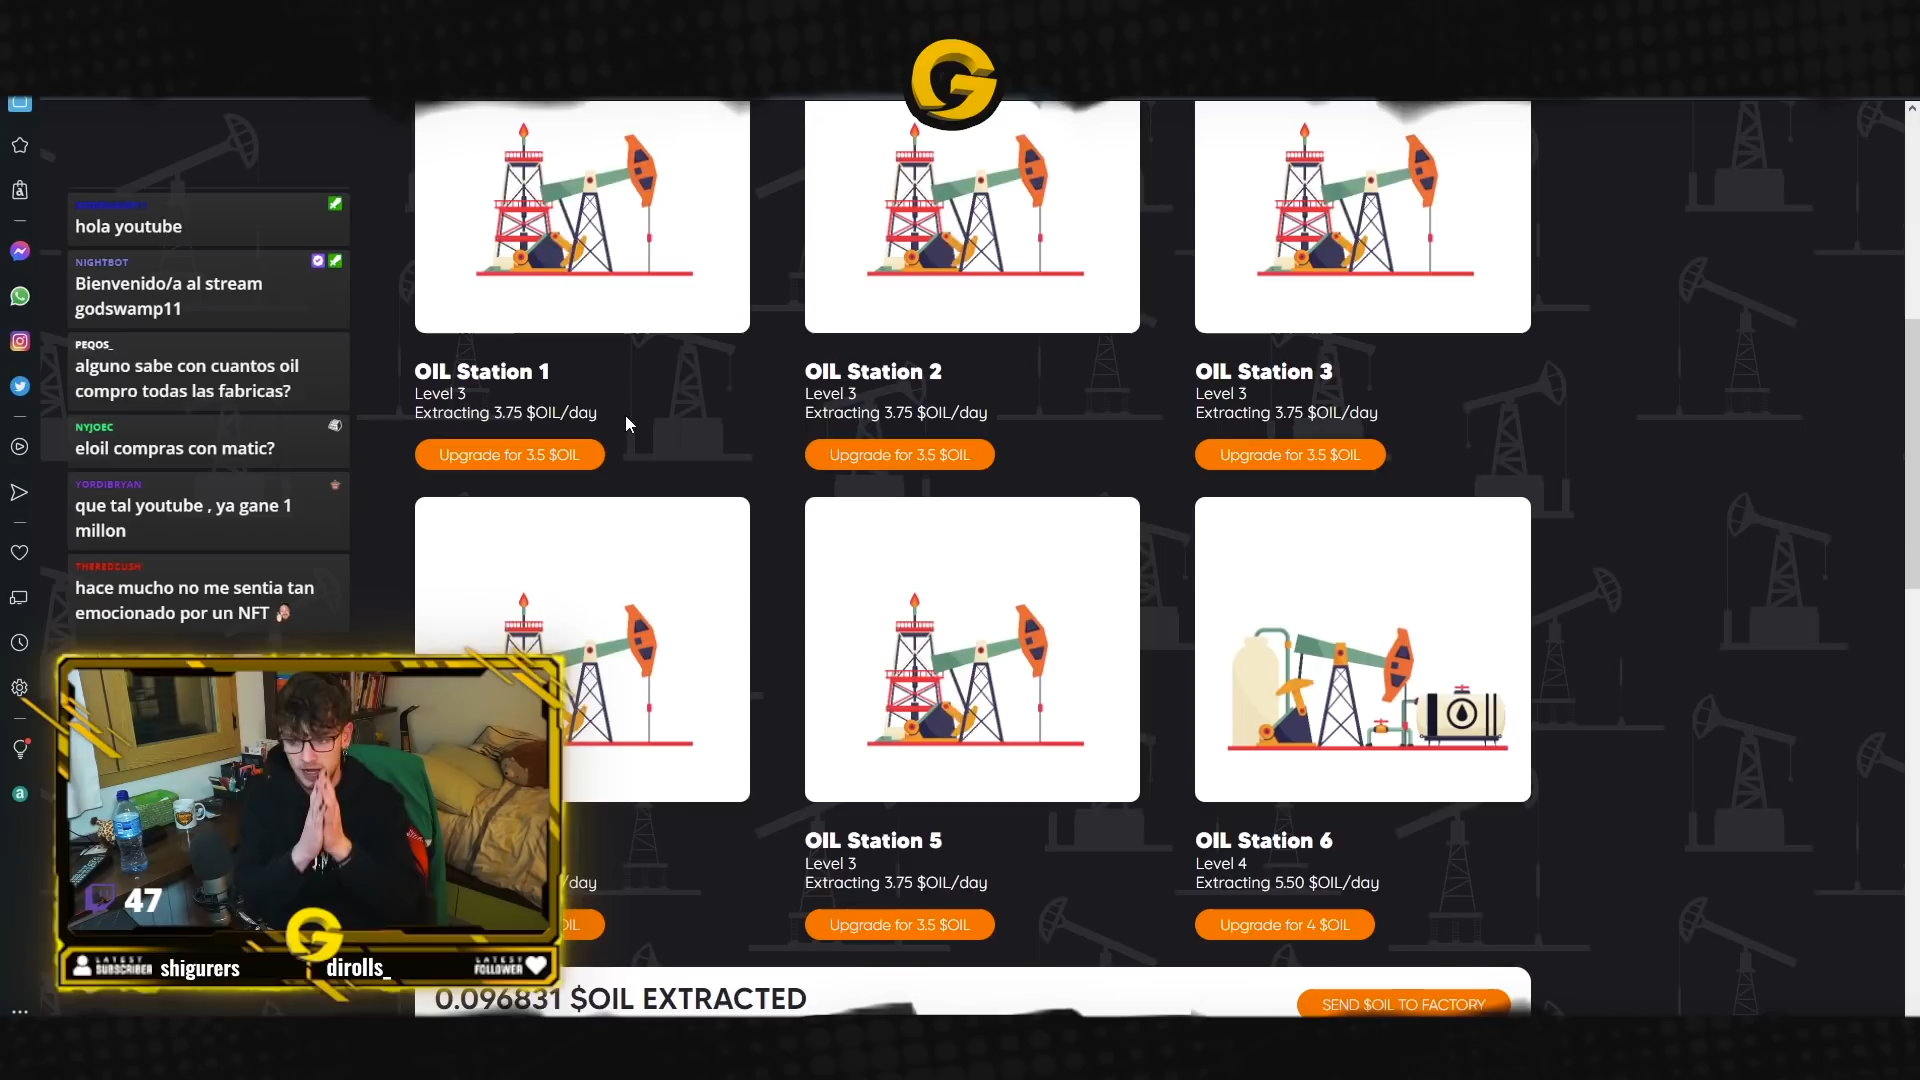 hola youtube
NIGHTBOT
Bienvenido/a al stream
godswamp11
PEQOS_
alguno sabe con cuantos oil
compro todas las fabricas?
NYJOEC
eloil compras con matic?
YORDIBRYAN
que tal youtube , ya gane 1
millon
THEREDCUSH
hace mucho no me sentia tan
emocionado por un NFT
OIL Station 1
Level 3
Extracting 3.75 $OIL/day
Upgrade for 3.5 $OIL
OIL Station 2
Level 3
Extracting 3.75 $OIL/day
Upgrade for 3.5 $OIL
OIL Station 3
Level 3
Extracting 3.75 $OIL/day
Upgrade for 3.5 $OIL
/day
OIL
OIL Station 5
Level 3
Extracting 3.75 $OIL/day
Upgrade for 3.5 $OIL
OIL Station 6
Level 4
Extracting 5.50 $OIL/day
Upgrade for 4 $OIL
0.096831 $OIL EXTRACTED
SEND $OIL TO FACTORY
47
G
G
LATEST
SUBSCRIBER
shigurers
dirolls_
LATEST
FOLLOWER
a